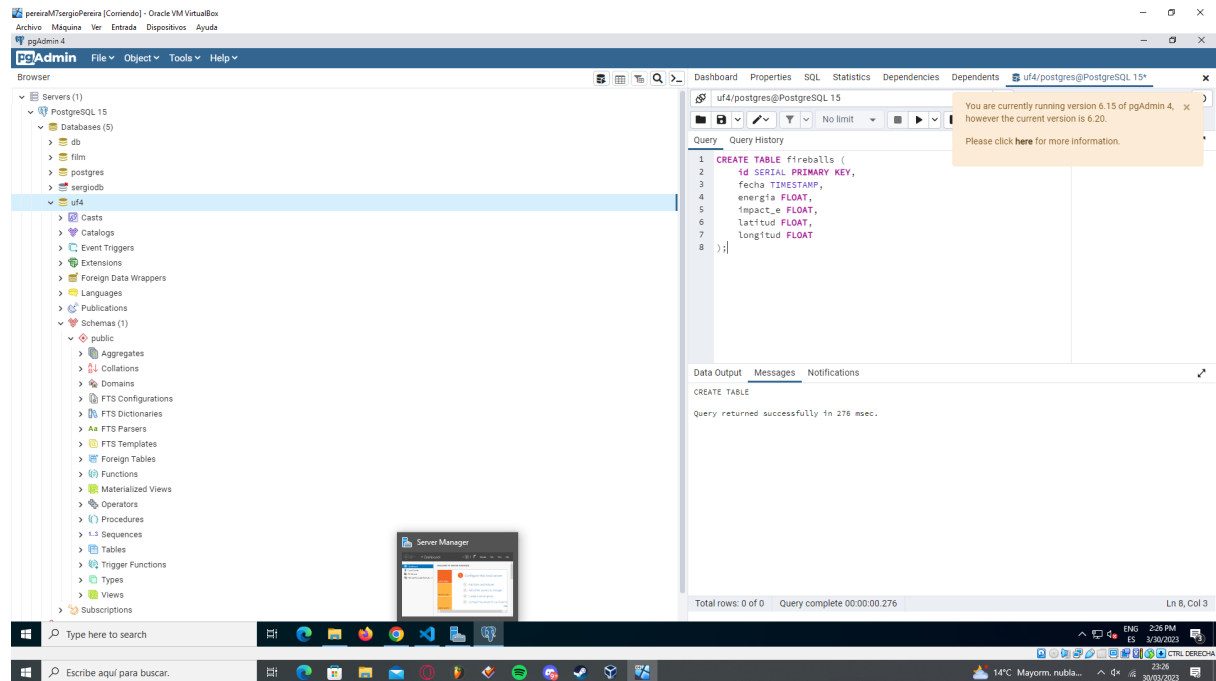 pereiraM7sergioPereira [Corriendo] - Oracle VM VirtualBox
Archivo Máquina Ver Entrada Dispositivos Ayuda
pgAdmin 4
pgAdmin File Object Tools Help
Browser
Dashboard Properties SQL Statistics Dependencies Dependents uf4/postgres@PostgreSQL 15*
Servers (1)
PostgreSQL 15
Databases (5)
db
film
postgres
sergiodb
uf4
Casts
Catalogs
Event Triggers
Extensions
Foreign Data Wrappers
Languages
Publications
Schemas (1)
public
Aggregates
Collations
Domains
FTS Configurations
FTS Dictionaries
Aa FTS Parsers
FTS Templates
Foreign Tables
Functions
Materialized Views
Operators
Procedures
1..3 Sequences
Tables
Trigger Functions
Types
Views
Subscriptions
uf4/postgres@PostgreSQL 15
No limit
You are currently running version 6.15 of pgAdmin 4,
however the current version is 6.20.
Please click here for more information.
Query Query History
1 CREATE TABLE fireballs (
2 id SERIAL PRIMARY KEY,
3 fecha TIMESTAMP,
4 energia FLOAT,
5 impact_e FLOAT,
6 latitud FLOAT,
7 longitud FLOAT
8 );
Data Output Messages Notifications
CREATE TABLE
Query returned successfully in 276 msec.
Total rows: 0 of 0 Query complete 00:00:00.276 Ln 8, Col 3
Server Manager
Type here to search
ENG 2:26 PM
ES 3/30/2023
CTRL DERECHA
Escribe aquí para buscar.
14°C Mayorm. nubla...
23:26
30/03/2023